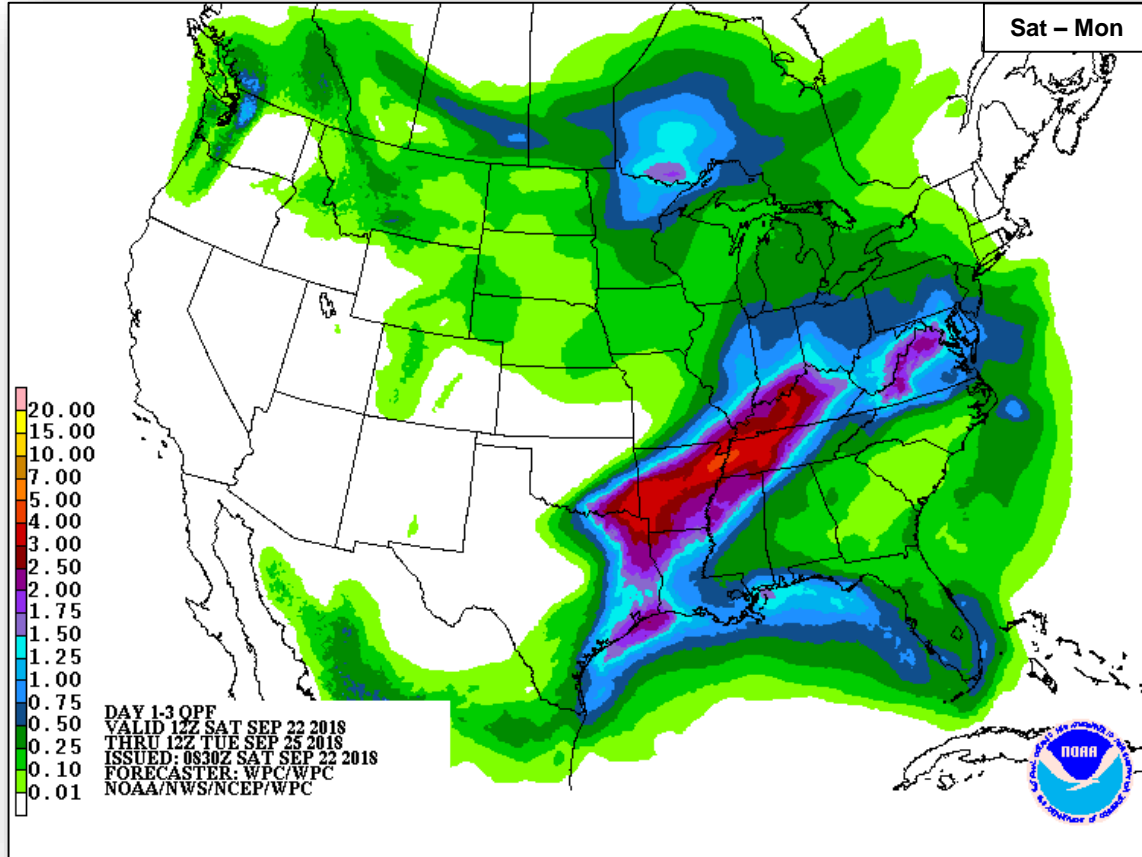 Sat – Mon
20.00
15.00
10.00
7.00
5.00
4.00
3.00
2.50
2.00
1.75
1.50
1.25
1.00
0.75
0.50
0.25
0.10
0.01
DAY 1-3 QPF
VALID 12Z SAT SEP 22 2018
THRU 12Z TUE SEP 25 2018
ISSUED: 0830Z SAT SEP 22 2018
FORECASTER: WPC/WPC
NOAA/NWS/NCEP/WPC
NOAA